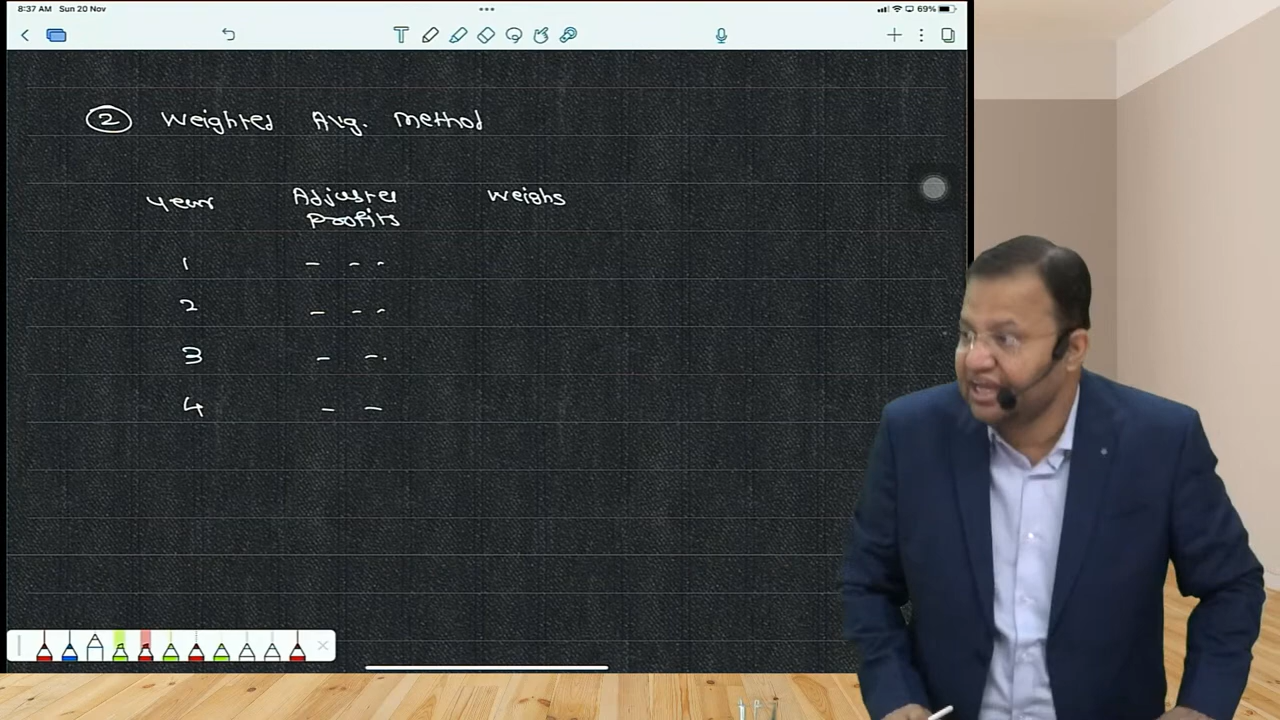 8:37 AM Sun 20 Nov
69%
② Weighted Avg. Method
Year Adjusted Profits Weighs
1 - - -
2 - - -
3 - -.
4 - -